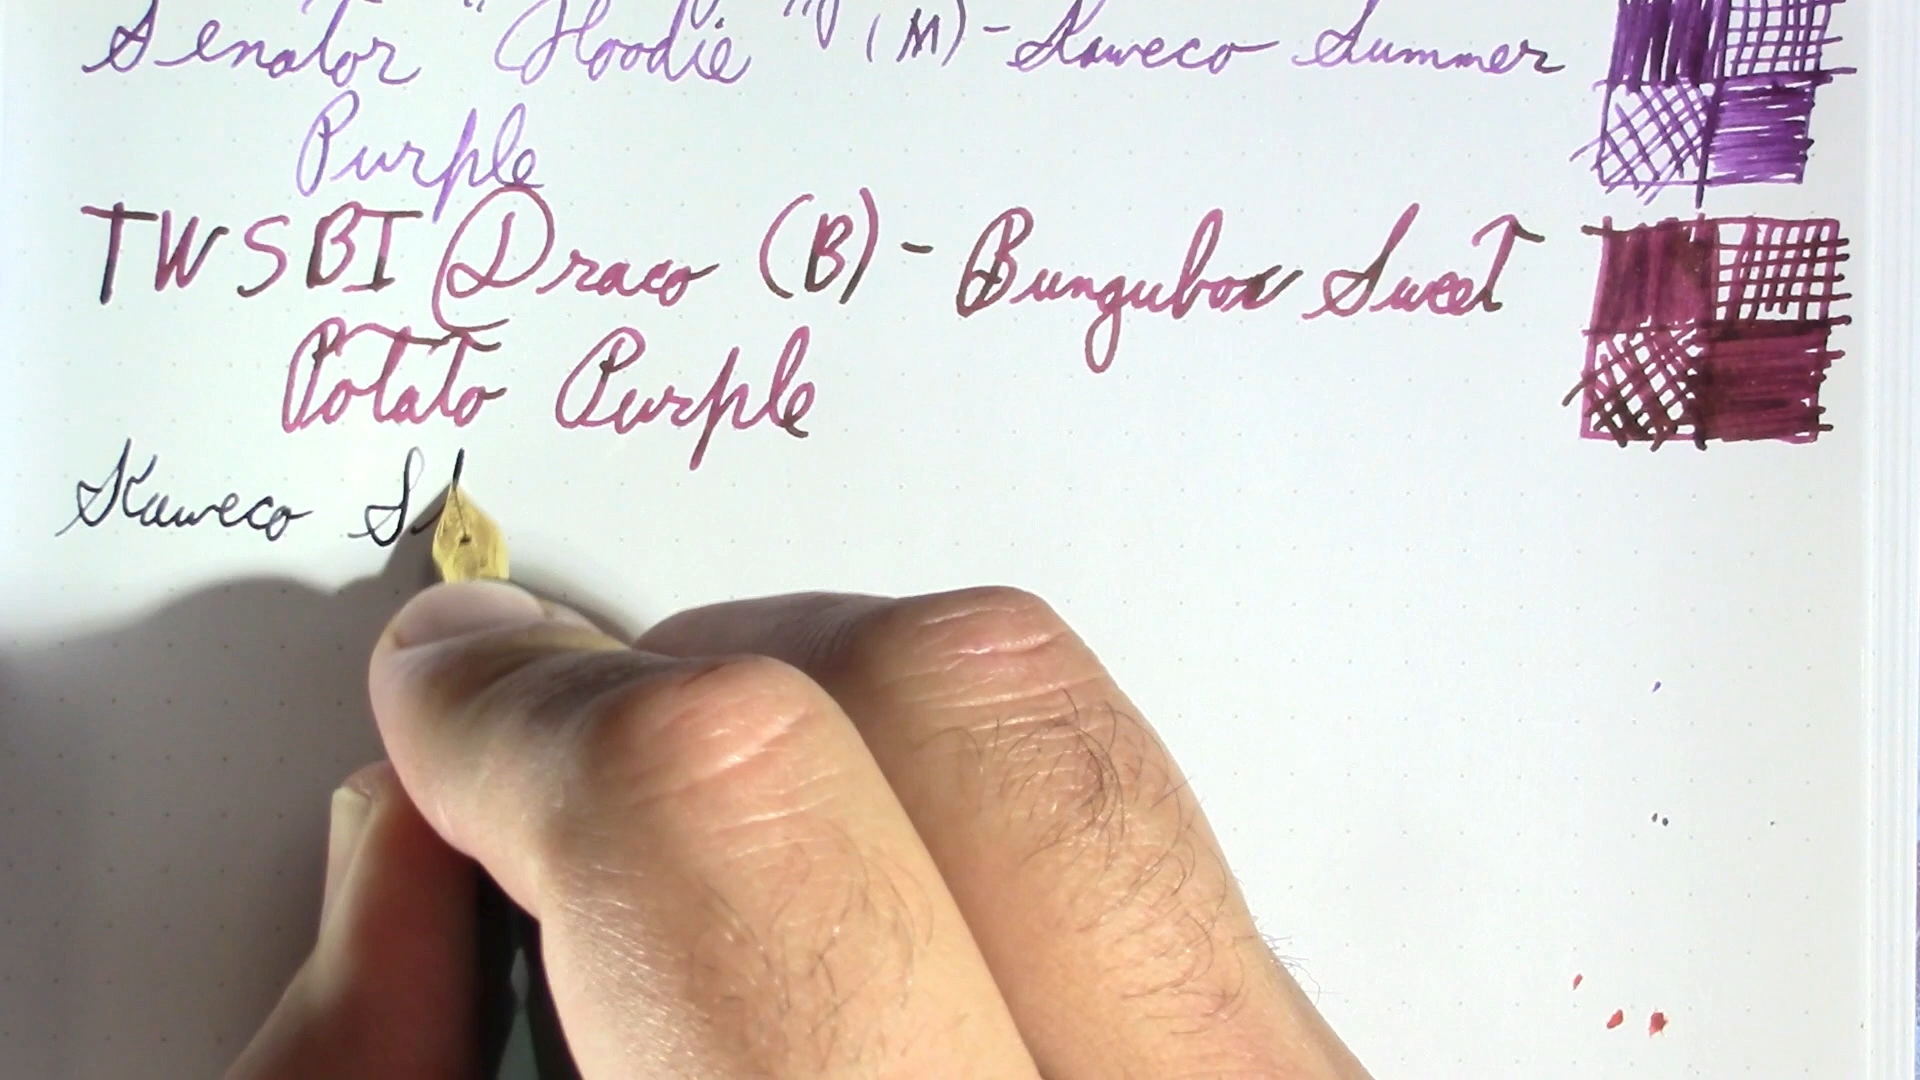 Senator "Hoodie" (M) - Kaweco Summer
Purple
TWSBI Draco (B) - Bungubox Sweet
Potato Purple
Kaweco S